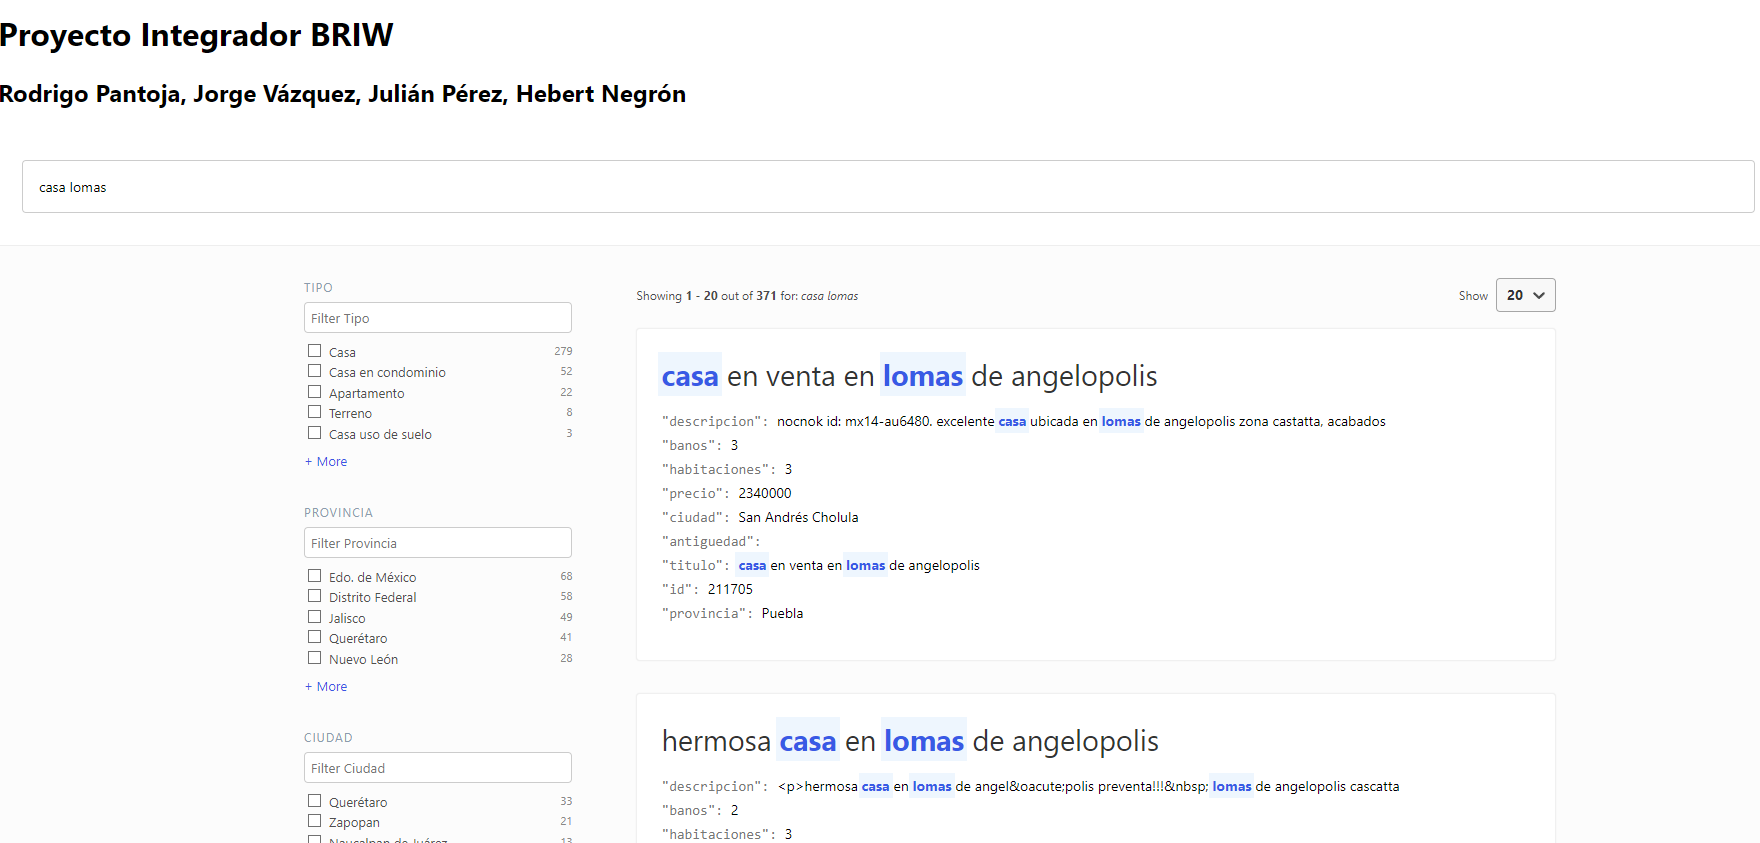 Proyecto Integrador BRIW
Rodrigo Pantoja, Jorge Vázquez, Julián Pérez, Hebert Negrón
casa lomas
TIPO
Filter Tipo
Casa 279
Casa en condominio 52
Apartamento 22
Terreno 8
Casa uso de suelo 3
+ More
PROVINCIA
Filter Provincia
Edo. de México 68
Distrito Federal 58
Jalisco 49
Querétaro 41
Nuevo León 28
+ More
CIUDAD
Filter Ciudad
Querétaro 33
Zapopan 21
Naucalpan de Juárez 13
Showing 1 - 20 out of 371 for: casa lomas
Show 20
casa en venta en lomas de angelopolis
"descripcion": nocnok id: mx14-au6480. excelente casa ubicada en lomas de angelopolis zona castatta, acabados
"banos": 3
"habitaciones": 3
"precio": 2340000
"ciudad": San Andrés Cholula
"antiguedad":
"titulo": casa en venta en lomas de angelopolis
"id": 211705
"provincia": Puebla
hermosa casa en lomas de angelopolis
"descripcion": <p>hermosa casa en lomas de angel&oacute;polis preventa!!!&nbsp; lomas de angelopolis cascatta
"banos": 2
"habitaciones": 3